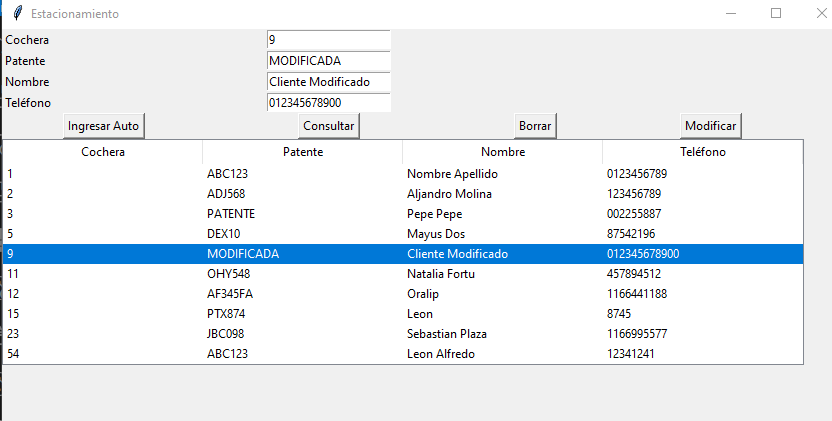 Estacionamiento
Cochera 9
Patente MODIFICADA
Nombre Cliente Modificado
Teléfono 012345678900
Ingresar Auto Consultar Borrar Modificar
Cochera Patente Nombre Teléfono
1 ABC123 Nombre Apellido 0123456789
2 ADJ568 Aljandro Molina 123456789
3 PATENTE Pepe Pepe 002255887
5 DEX10 Mayus Dos 87542196
9 MODIFICADA Cliente Modificado 012345678900
11 OHY548 Natalia Fortu 457894512
12 AF345FA Oralip 1166441188
15 PTX874 Leon 8745
23 JBC098 Sebastian Plaza 1166995577
54 ABC123 Leon Alfredo 12341241